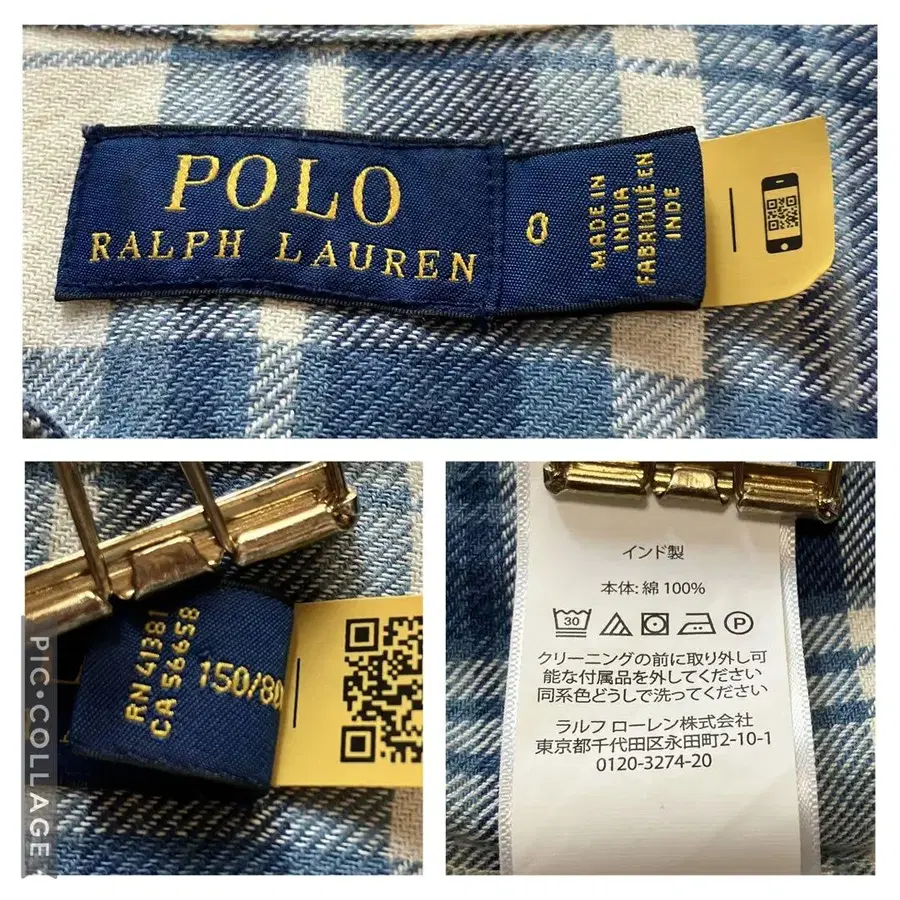 POLO
RALPH LAUREN
0
MADE IN
INDIA
FABRIQUÉ EN
INDE
RN 41381
CA 56658
150/80
インド製
本体: 綿 100%
30
P
クリーニングの前に取り外し可
能な付属品を外してください
同系色どうしで洗ってください
ラルフ ローレン株式会社
東京都千代田区永田町2-10-1
0120-3274-20
PIC•COLLAGE